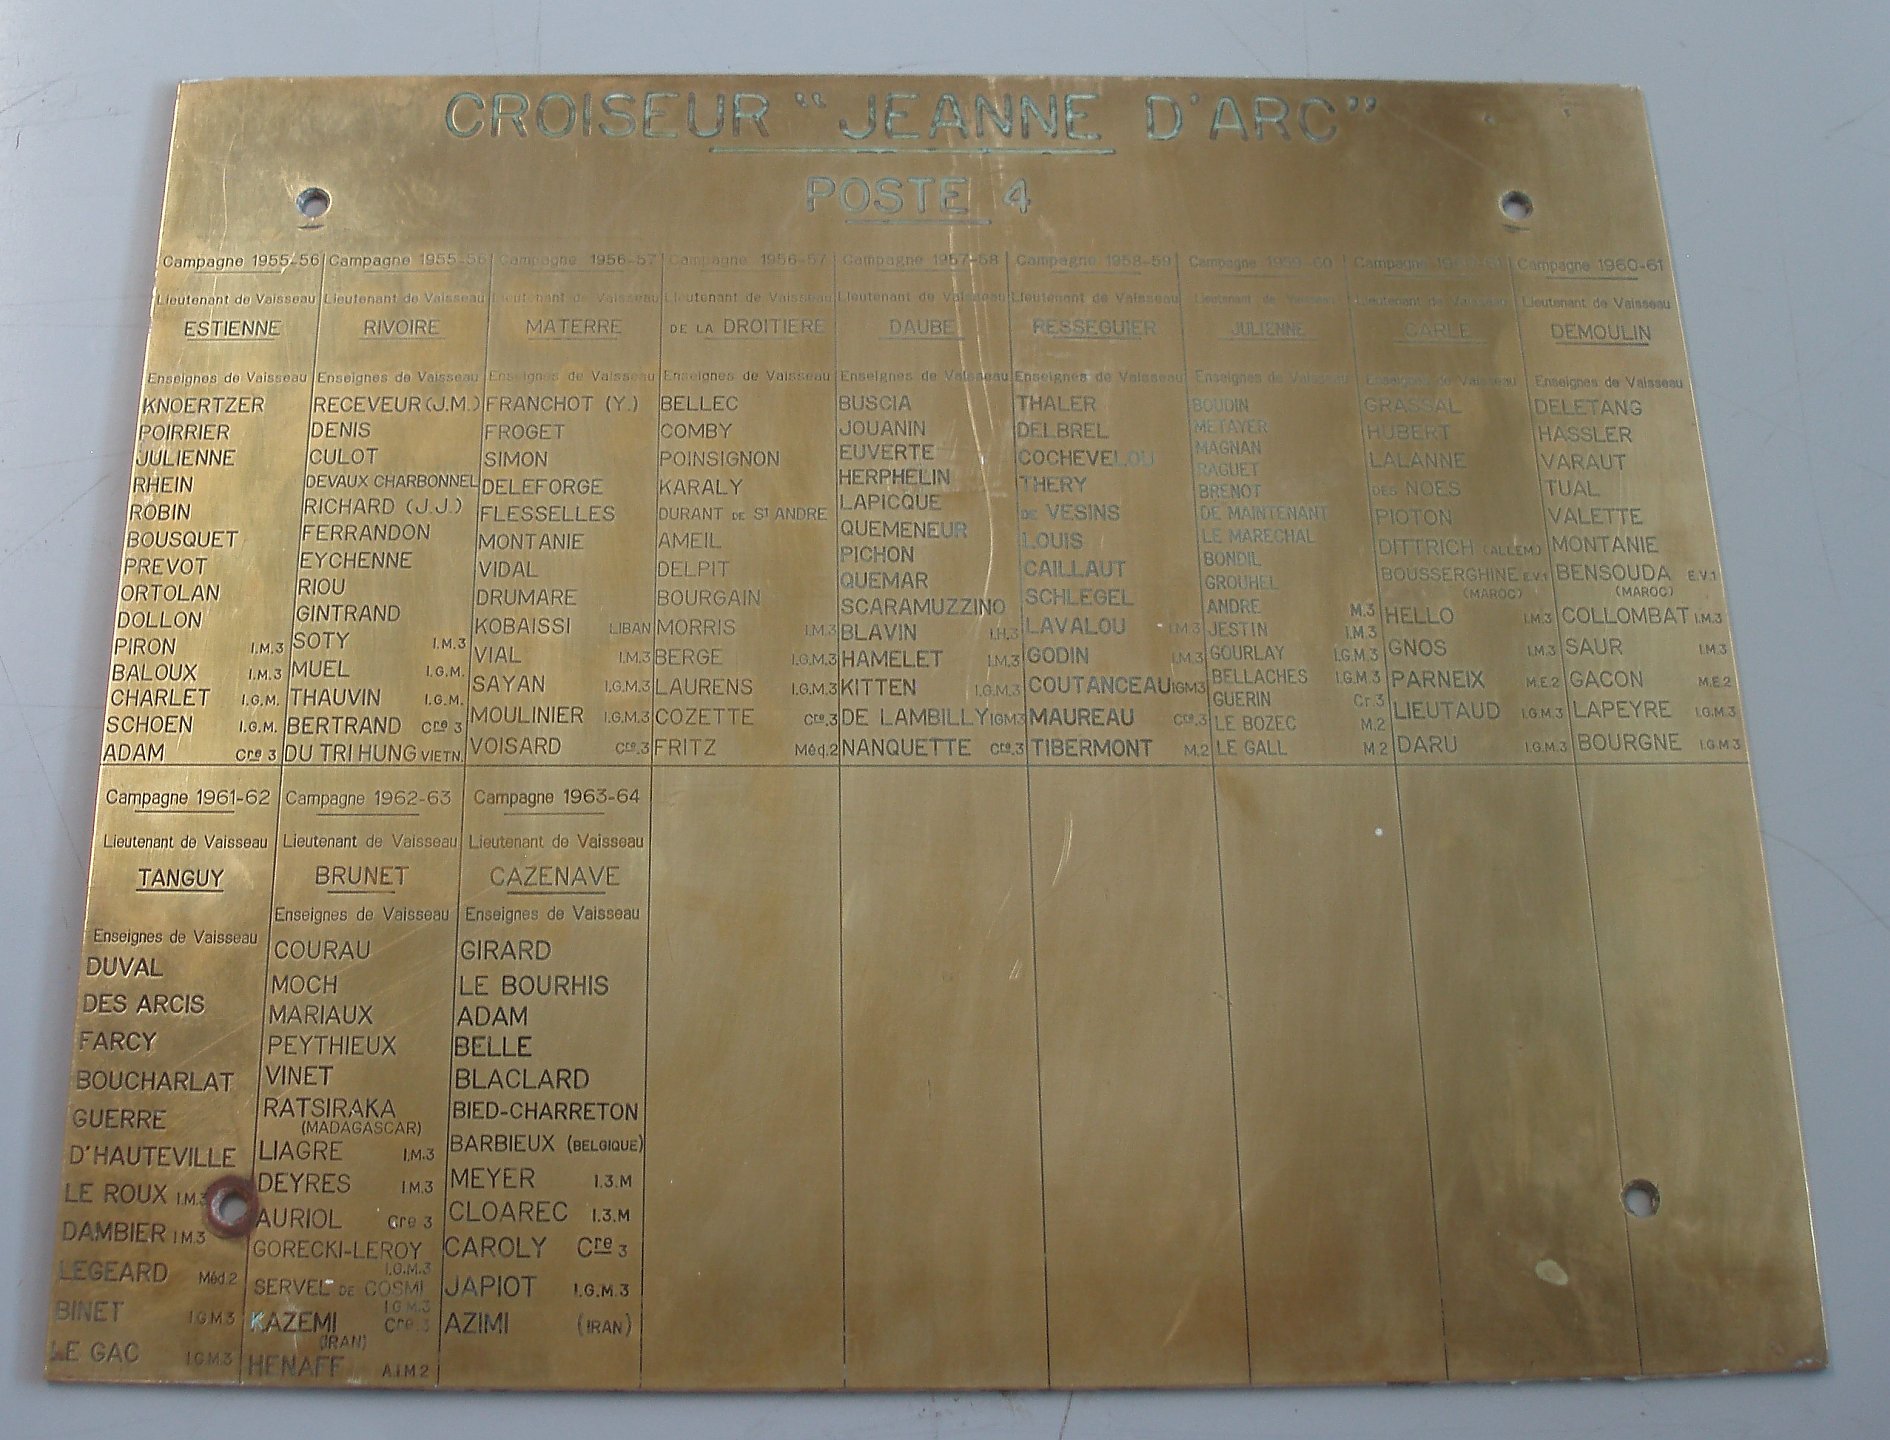 CROISEUR "JEANNE D'ARC"
POSTE 4
Campagne 1955-56
Lieutenant de Vaisseau
ESTIENNE
Enseignes de Vaisseau
KNOERTZER
POIRRIER
JULIENNE
RHEIN
ROBIN
BOUSQUET
PREVOT
ORTOLAN
DOLLON
PIRON I.M.3
BALOUX I.M.3
CHARLET I.G.M.
SCHOEN I.G.M.
ADAM Cre 3
Campagne 1955-56
Lieutenant de Vaisseau
RIVOIRE
Enseignes de Vaisseau
RECEVEUR (J.M.)
DENIS
CULOT
DEVAUX CHARBONNEL
RICHARD (J.J.)
FERRANDON
EYCHENNE
RIOU
GINTRAND
SOTY I.M.3
MUEL I.G.M.
THAUVIN I.G.M.
BERTRAND Cre 3
DU TRI HUNG VIETN.
Campagne 1956-57
Lieutenant de Vaisseau
MATERRE
Enseignes de Vaisseau
FRANCHOT (Y.)
FROGET
SIMON
DELEFORGE
FLESSELLES
MONTANIE
VIDAL
DRUMARE
KOBAISSI LIBAN
VIAL I.M.3
SAYAN I.G.M.3
MOULINIER I.G.M.3
VOISARD Cre.3
Campagne 1956-57
Lieutenant de Vaisseau
DE LA DROITIERE
Enseignes de Vaisseau
BELLEC
COMBY
POINSIGNON
KARALY
DURANT DE St ANDRE
AMEIL
DELPIT
BOURGAIN
MORRIS I.M.3
BERGE I.G.M.3
LAURENS I.G.M.3
COZETTE Cre.3
FRITZ Méd.2
Campagne 1957-58
Lieutenant de Vaisseau
DAUBE
Enseignes de Vaisseau
BUSCIA
JOUANIN
EUVERTE
HERPHELIN
LAPICQUE
QUEMENEUR
PICHON
QUEMAR
SCARAMUZZINO
BLAVIN I.H.3
HAMELET I.M.3
KITTEN I.G.M.3
DE LAMBILLY IGM3
NANQUETTE Cre.3
Campagne 1958-59
Lieutenant de Vaisseau
RESSEGUIER
Enseignes de Vaisseau
THALER
DELBREL
COCHEVELOU
THERY
DE VESINS
LOUIS
CAILLAUT
SCHLEGEL
LAVALOU I.M.3
GODIN I.M.3
COUTANCEAU IGM3
MAUREAU Cre.3
TIBERMONT M.2
Campagne 1959-60
Lieutenant de Vaisseau
JULIENNE
Enseignes de Vaisseau
BOUDIN
METAYER
MAGNAN
RAGUET
BRENOT
DE MAINTENANT
LE MARECHAL
BONDIL
GROUHEL
ANDRE M.3
JESTIN I.M.3
GOURLAY I.G.M.3
BELLACHES I.G.M.3
GUERIN Cr.3
LE BOZEC M.2
LE GALL M.2
Campagne
Lieutenant de Vaisseau
CARLE
Enseignes de Vaisseau
GRASSAL
HUBERT
LALANNE
DES NOES
PIOTON
DITTRICH (ALLEM)
BOUSSERGHINE E.V.1
(MAROC)
HELLO I.M.3
GNOS I.M.3
PARNEIX M.E.2
LIEUTAUD I.G.M.3
DARU I.G.M.3
Campagne 1960-61
Lieutenant de Vaisseau
DEMOULIN
Enseignes de Vaisseau
DELETANG
HASSLER
VARAUT
TUAL
VALETTE
MONTANIE
BENSOUDA E.V.1
(MAROC)
COLLOMBAT I.M.3
SAUR I.M.3
GACON M.E.2
LAPEYRE I.G.M.3
BOURGNE I.G.M.3
Campagne 1961-62
Lieutenant de Vaisseau
TANGUY
Enseignes de Vaisseau
DUVAL
DES ARCIS
FARCY
BOUCHARLAT
GUERRE
D'HAUTEVILLE
LE ROUX I.M.3
DAMBIER I.M.3
LEGEARD Méd.2
BINET I.G.M.3
LE GAC I.G.M.3
Campagne 1962-63
Lieutenant de Vaisseau
BRUNET
Enseignes de Vaisseau
COURAU
MOCH
MARIAUX
PEYTHIEUX
VINET
RATSIRAKA
(MADAGASCAR)
LIAGRE I.M.3
DEYRES I.M.3
AURIOL Cre 3
GORECKI-LEROY
I.G.M.3
SERVEL DE COSMI
I.G.M.3
KAZEMI Cre.3
(IRAN)
HENAFF A.I.M 2
Campagne 1963-64
Lieutenant de Vaisseau
CAZENAVE
Enseignes de Vaisseau
GIRARD
LE BOURHIS
ADAM
BELLE
BLACLARD
BIED-CHARRETON
BARBIEUX (BELGIQUE)
MEYER I.3.M
CLOAREC I.3.M
CAROLY Cre 3
JAPIOT I.G.M.3
AZIMI (IRAN)